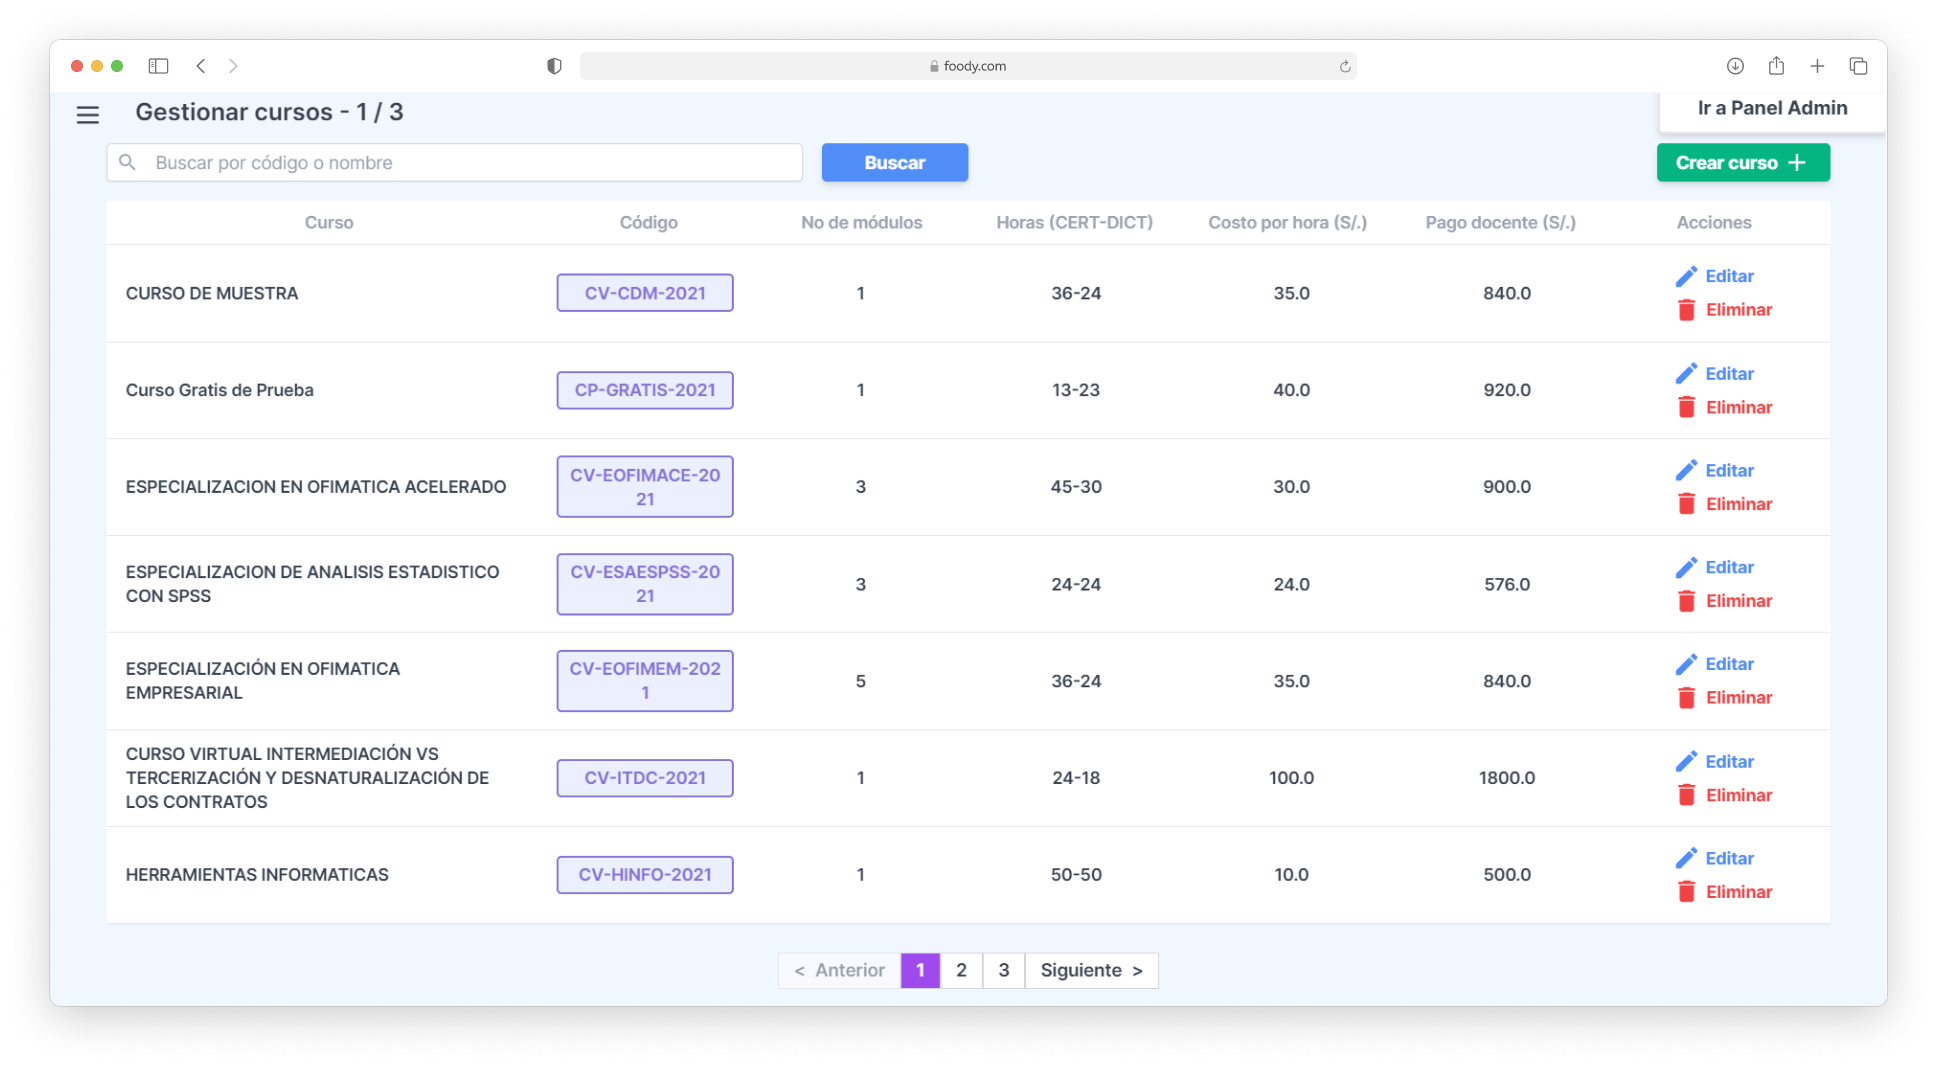 foody.com
Gestionar cursos - 1 / 3
Ir a Panel Admin
Buscar por código o nombre
Buscar
Crear curso +
Curso Código No de módulos Horas (CERT-DICT) Costo por hora (S/.) Pago docente (S/.) Acciones
CURSO DE MUESTRA CV-CDM-2021 1 36-24 35.0 840.0
Editar
Eliminar
Curso Gratis de Prueba CP-GRATIS-2021 1 13-23 40.0 920.0
Editar
Eliminar
ESPECIALIZACION EN OFIMATICA ACELERADO
CV-EOFIMACE-20
21
3 45-30 30.0 900.0
Editar
Eliminar
ESPECIALIZACION DE ANALISIS ESTADISTICO
CON SPSS
CV-ESAESPSS-20
21
3 24-24 24.0 576.0
Editar
Eliminar
ESPECIALIZACIÓN EN OFIMATICA
EMPRESARIAL
CV-EOFIMEM-202
1
5 36-24 35.0 840.0
Editar
Eliminar
CURSO VIRTUAL INTERMEDIACIÓN VS
TERCERIZACIÓN Y DESNATURALIZACIÓN DE
LOS CONTRATOS
CV-ITDC-2021 1 24-18 100.0 1800.0
Editar
Eliminar
HERRAMIENTAS INFORMATICAS CV-HINFO-2021 1 50-50 10.0 500.0
Editar
Eliminar
< Anterior 1 2 3 Siguiente >